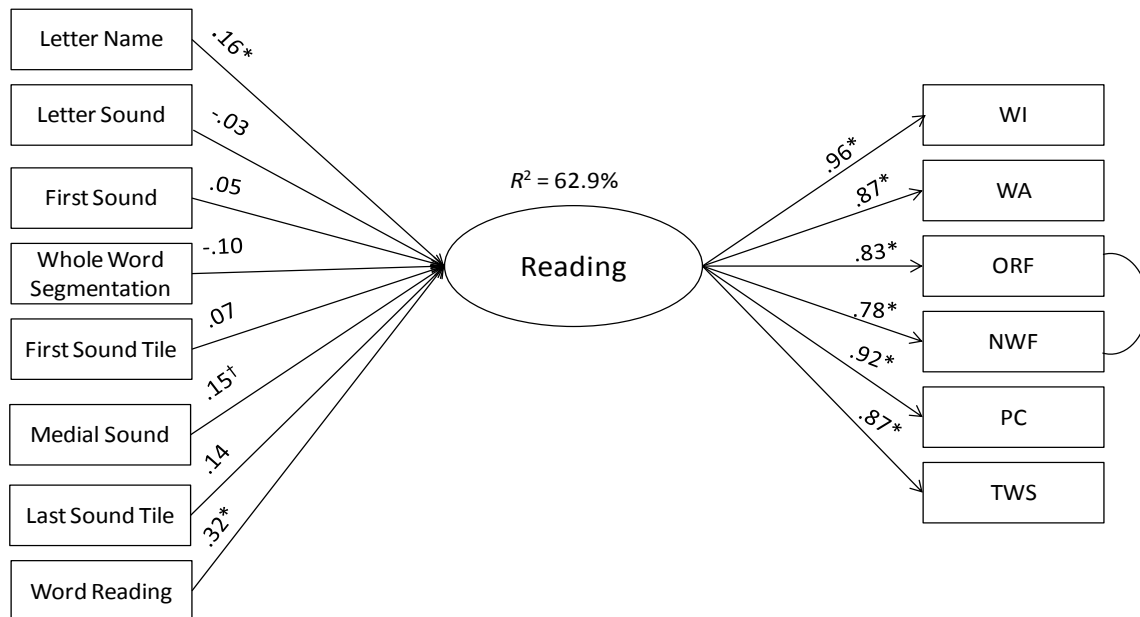 Letter Name
.16*
Letter Sound
-.03
First Sound
.05
Whole Word
Segmentation
-.10
First Sound Tile
.07
Medial Sound
.15†
Last Sound Tile
.14
Word Reading
.32*
R² = 62.9%
Reading
.96*
WI
.87*
WA
.83*
ORF
.78*
NWF
.92*
PC
.87*
TWS